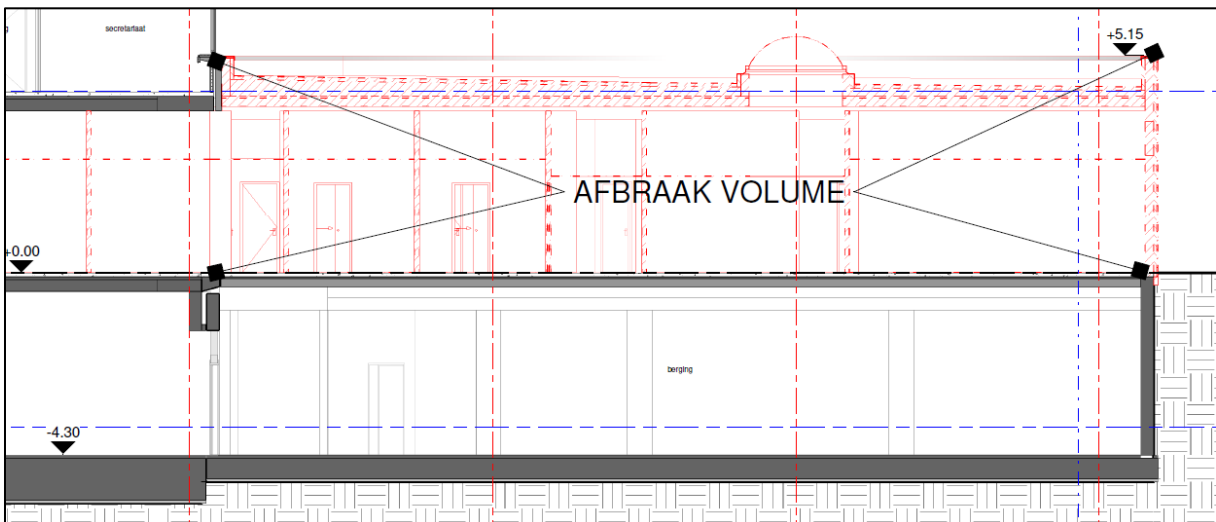 secretariaat
+5.15
AFBRAAK VOLUME
+0.00
berging
-4.30